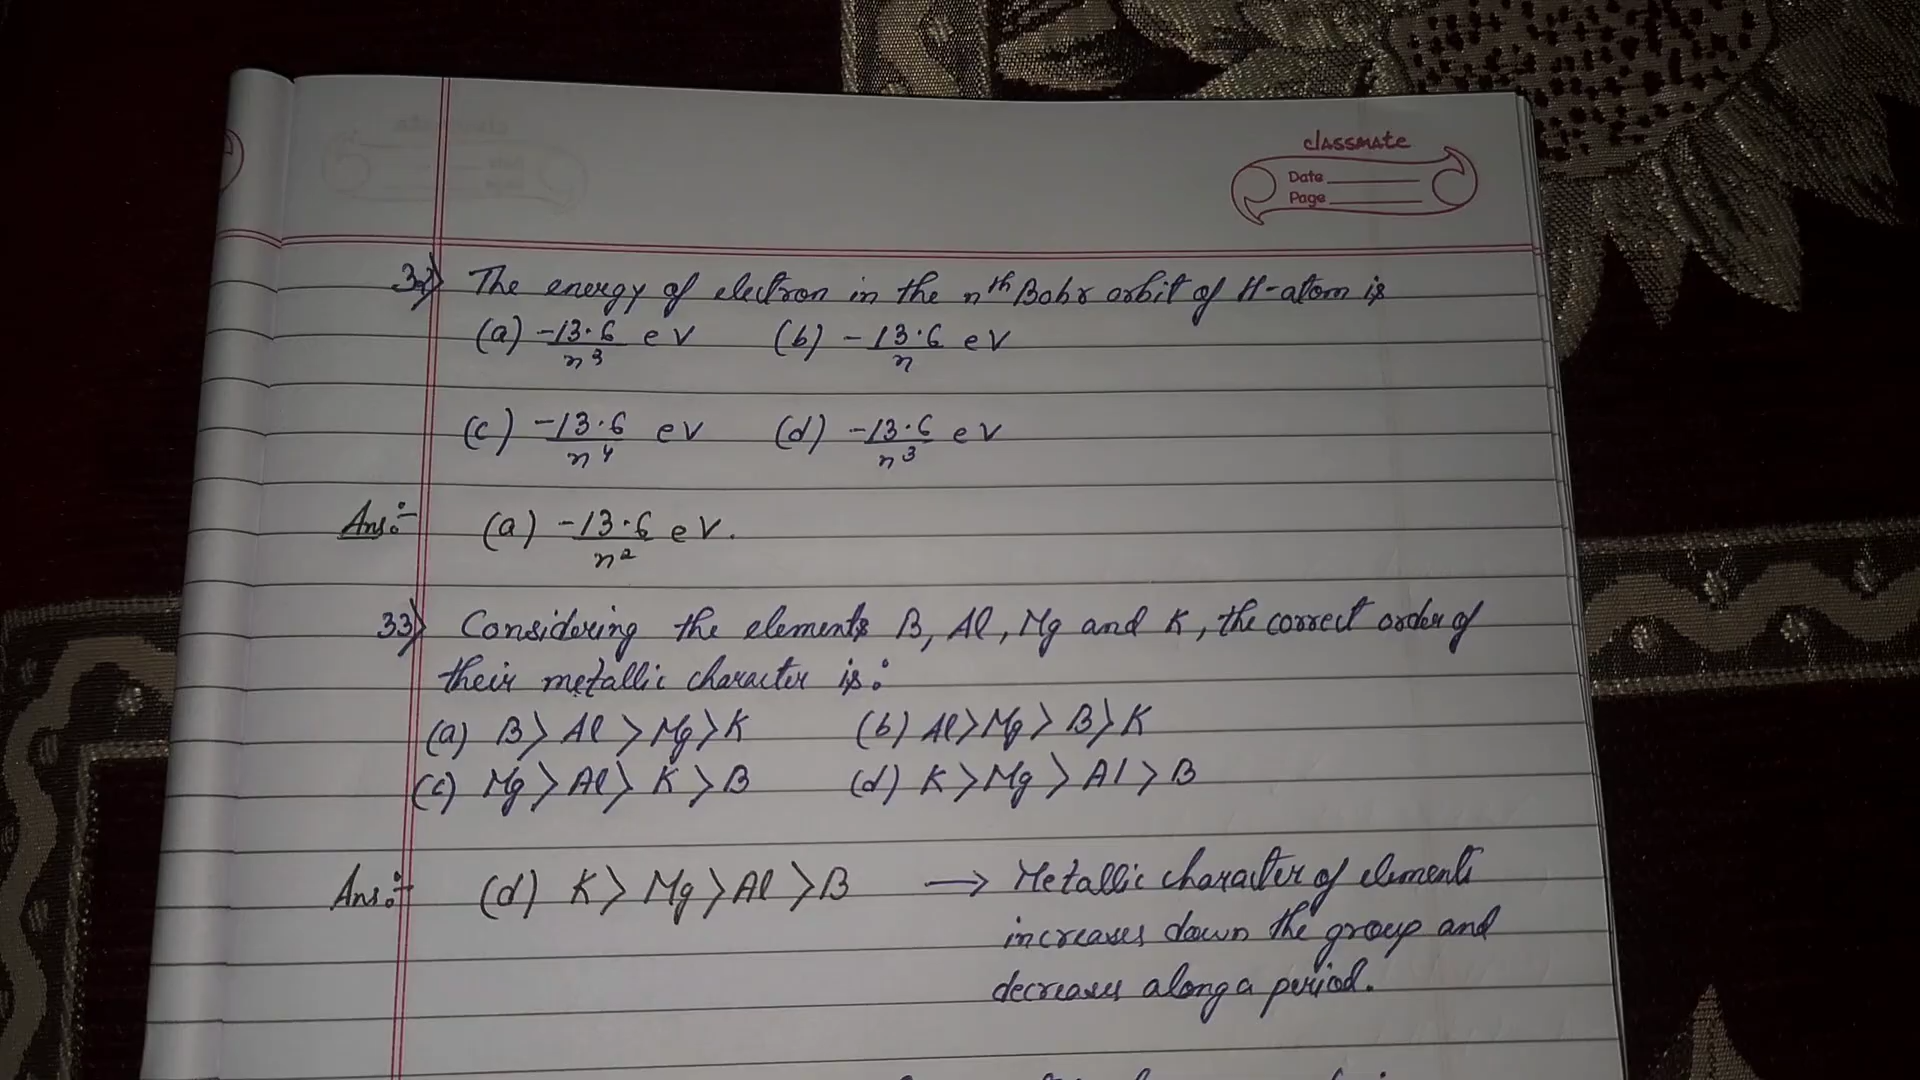 classmate
Date
Page
32) The energy of electron in the nth Bohr orbit of H-atom is
(a) -13.6/n³ eV (b) -13.6/n eV
(c) -13.6/n⁴ eV (d) -13.6/n³ eV
Ans:- (a) -13.6/n² eV.
33) Considering the elements B, Al, Mg and K, the correct order of
their metallic character is:
(a) B > Al > Mg > K (b) Al > Mg > B > K
(c) Mg > Al > K > B (d) K > Mg > Al > B
Ans:- (d) K > Mg > Al > B → Metallic character of elements
increases down the group and
decreases along a period.